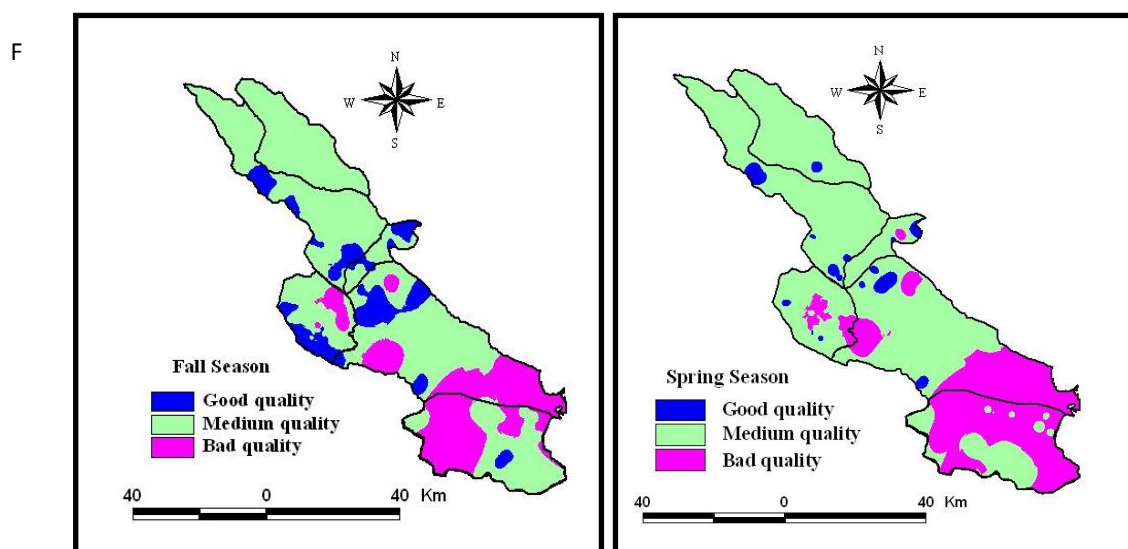 F
N
W E
S
Fall Season
Good quality
Medium quality
Bad quality
40 0 40 Km
N
W E
S
Spring Season
Good quality
Medium quality
Bad quality
40 0 40 Km